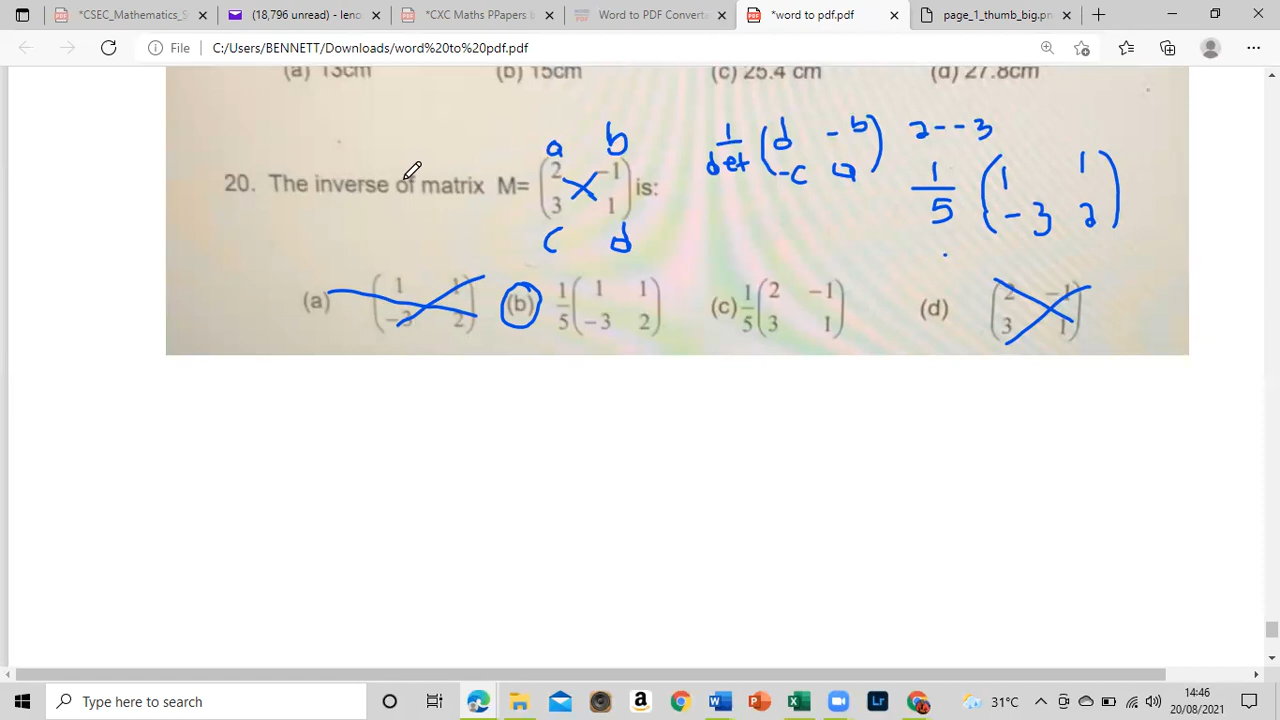 *CSEC_Mathematics_S
(18,796 unread) - leno
*CXC Maths PPapers t
Word to PDF Converta
*word to pdf.pdf
page_1_thumb_big.pn
File
C:/Users/BENNETT/Downloads/word%20to%20pdf.pdf
(a) 13cm (b) 15cm (c) 25.4 cm (d) 27.8cm
a b
1/det (d -b
-c a)
2 - -3
20. The inverse of matrix M= (2 -1
3 1) is:
c d
1/5 (1 1
-3 2)
(a) (1 1
-3 2)
(b) 1/5 (1 1
-3 2)
(c) 1/5 (2 -1
3 1)
(d) (2 -1
3 1)
Type here to search
31°C
14:46
20/08/2021